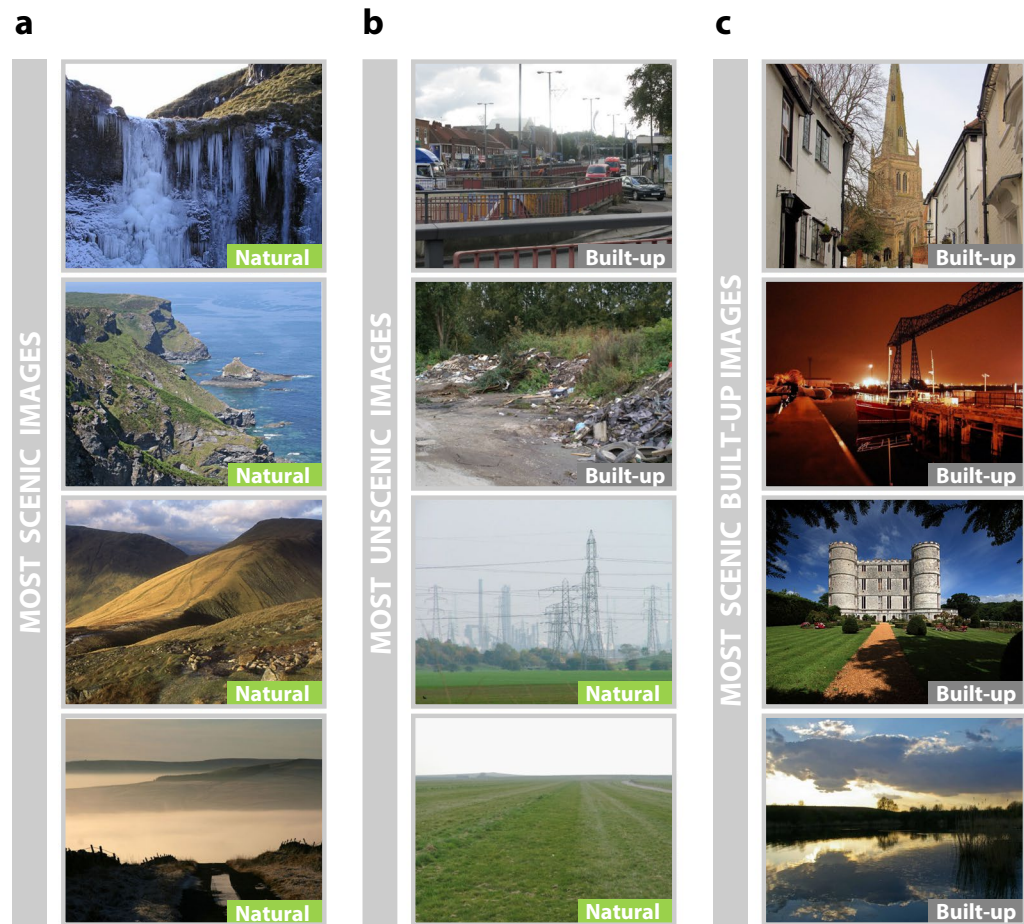 a
MOST SCENIC IMAGES
Natural
Natural
Natural
Natural
b
MOST UNSCENIC IMAGES
Built-up
Built-up
Natural
Natural
c
MOST SCENIC BUILT-UP IMAGES
Built-up
Built-up
Built-up
Built-up